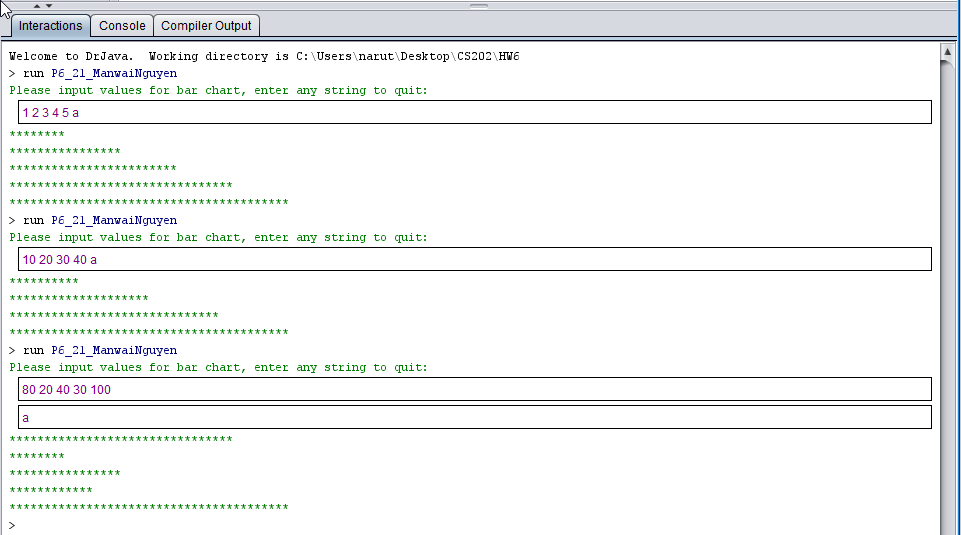 Interactions Console Compiler Output
Welcome to DrJava.  Working directory is C:\Users\narut\Desktop\CS202\HW6
> run P6_21_ManwaiNguyen
Please input values for bar chart, enter any string to quit:
1 2 3 4 5 a
********
****************
************************
********************************
****************************************
> run P6_21_ManwaiNguyen
Please input values for bar chart, enter any string to quit:
10 20 30 40 a
**********
********************
******************************
****************************************
> run P6_21_ManwaiNguyen
Please input values for bar chart, enter any string to quit:
80 20 40 30 100
a
********************************
********
****************
************
****************************************
>